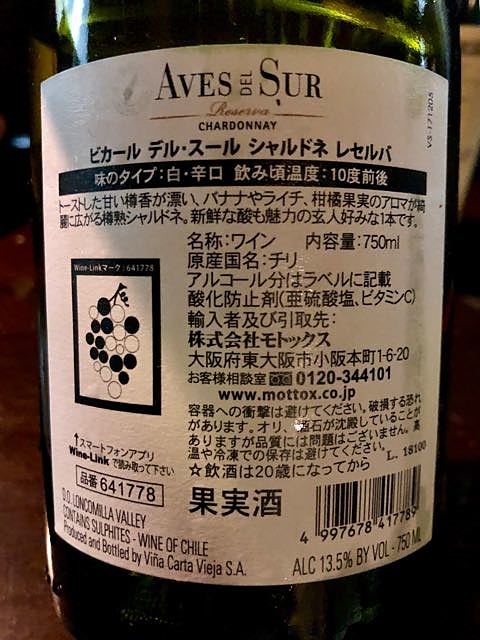 AVES DEL SUR
Reserva
CHARDONNAY
ビカール デル・スール シャルドネ レセルバ
味のタイプ:白・辛口 飲み頃温度:10度前後
トーストした甘い樽香が漂い、バナナやライチ、柑橘果実のアロマが綺
麗に広がる樽熟シャルドネ。新鮮な酸も魅力の玄人好みな1本です。
名称:ワイン 内容量:750ml
原産国名:チリ
アルコール分はラベルに記載
酸化防止剤(亜硫酸塩、ビタミンC)
輸入者及び引取先:
株式会社モトックス
大阪府東大阪市小阪本町1-6-20
お客様相談室 0120-344101
www.mottox.co.jp
容器への衝撃は避けてください。破損する恐れ
があります。オリ、酒石が沈殿していることが
ありますが品質には問題はございません。高
温や冷凍での保存は避けてください。
L. 18100
☆飲酒は20歳になってから
Wine-Linkマーク:641778
↑スマートフォンアプリ
Wine-Linkで読み取って下さい
品番 641778
果実酒
D.O. LONCOMILLA VALLEY
CONTAINS SULPHITES - WINE OF CHILE
Produced and Bottled by Viña Carta Vieja S.A.
4 997678 417789
ALC 13.5% BY VOL - 750 ML